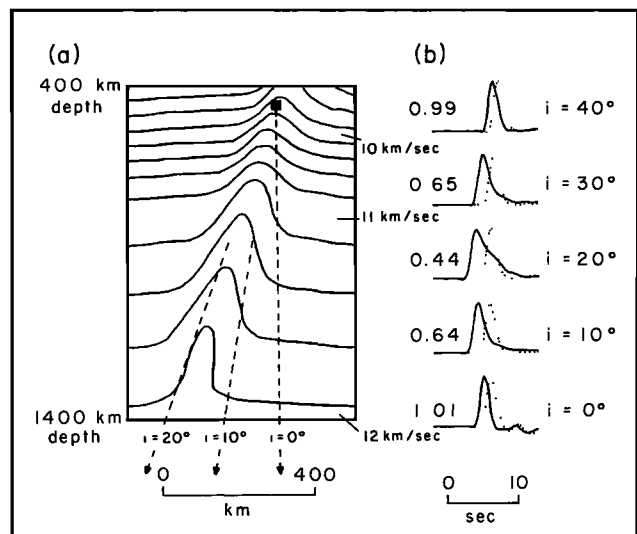 (a)
400 km
depth
10 km/sec
11 km/sec
1400 km
depth
12 km/sec
i=20° i=10° i=0°
0 400
km
(b)
0.99 i = 40°
0.65 i = 30°
0.44 i = 20°
0.64 i = 10°
1.01 i = 0°
0 10
sec